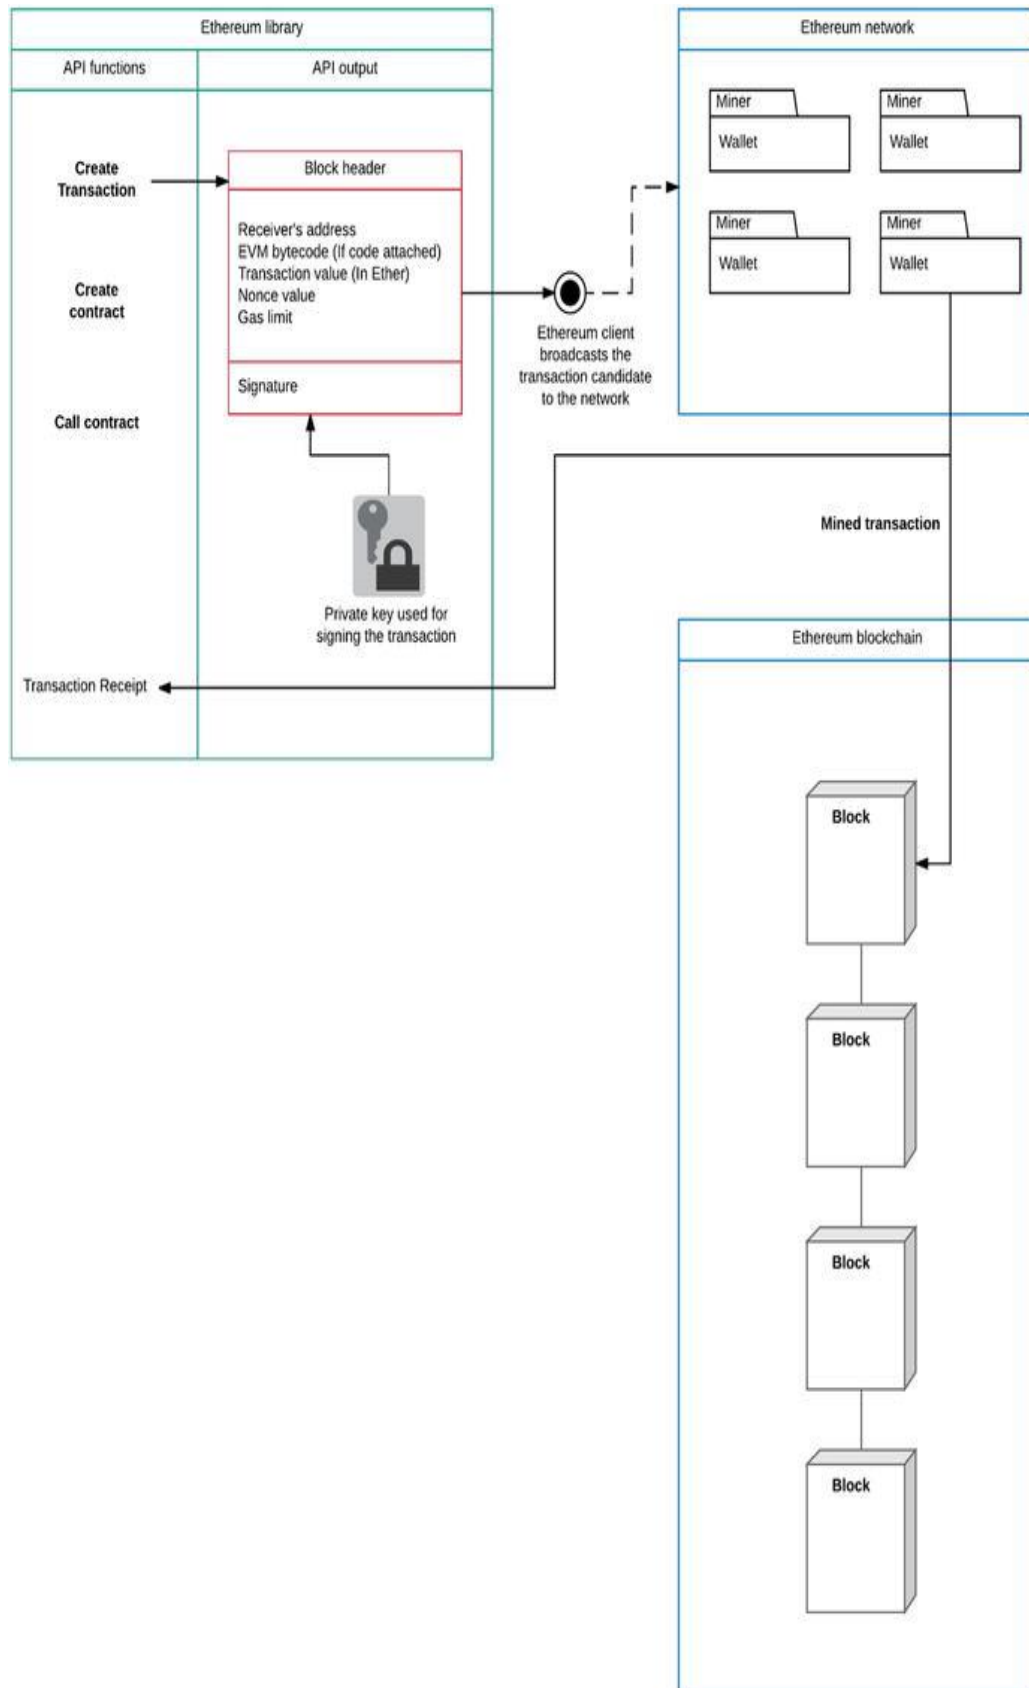 Ethereum library
API functions
API output
Create
Transaction
Create
contract
Call contract
Transaction Receipt
Block header
Receiver's address
EVM bytecode (If code attached)
Transaction value (In Ether)
Nonce value
Gas limit
Signature
Private key used for
signing the transaction
Ethereum client
broadcasts the
transaction candidate
to the network
Ethereum network
Miner
Wallet
Miner
Wallet
Miner
Wallet
Miner
Wallet
Mined transaction
Ethereum blockchain
Block
Block
Block
Block